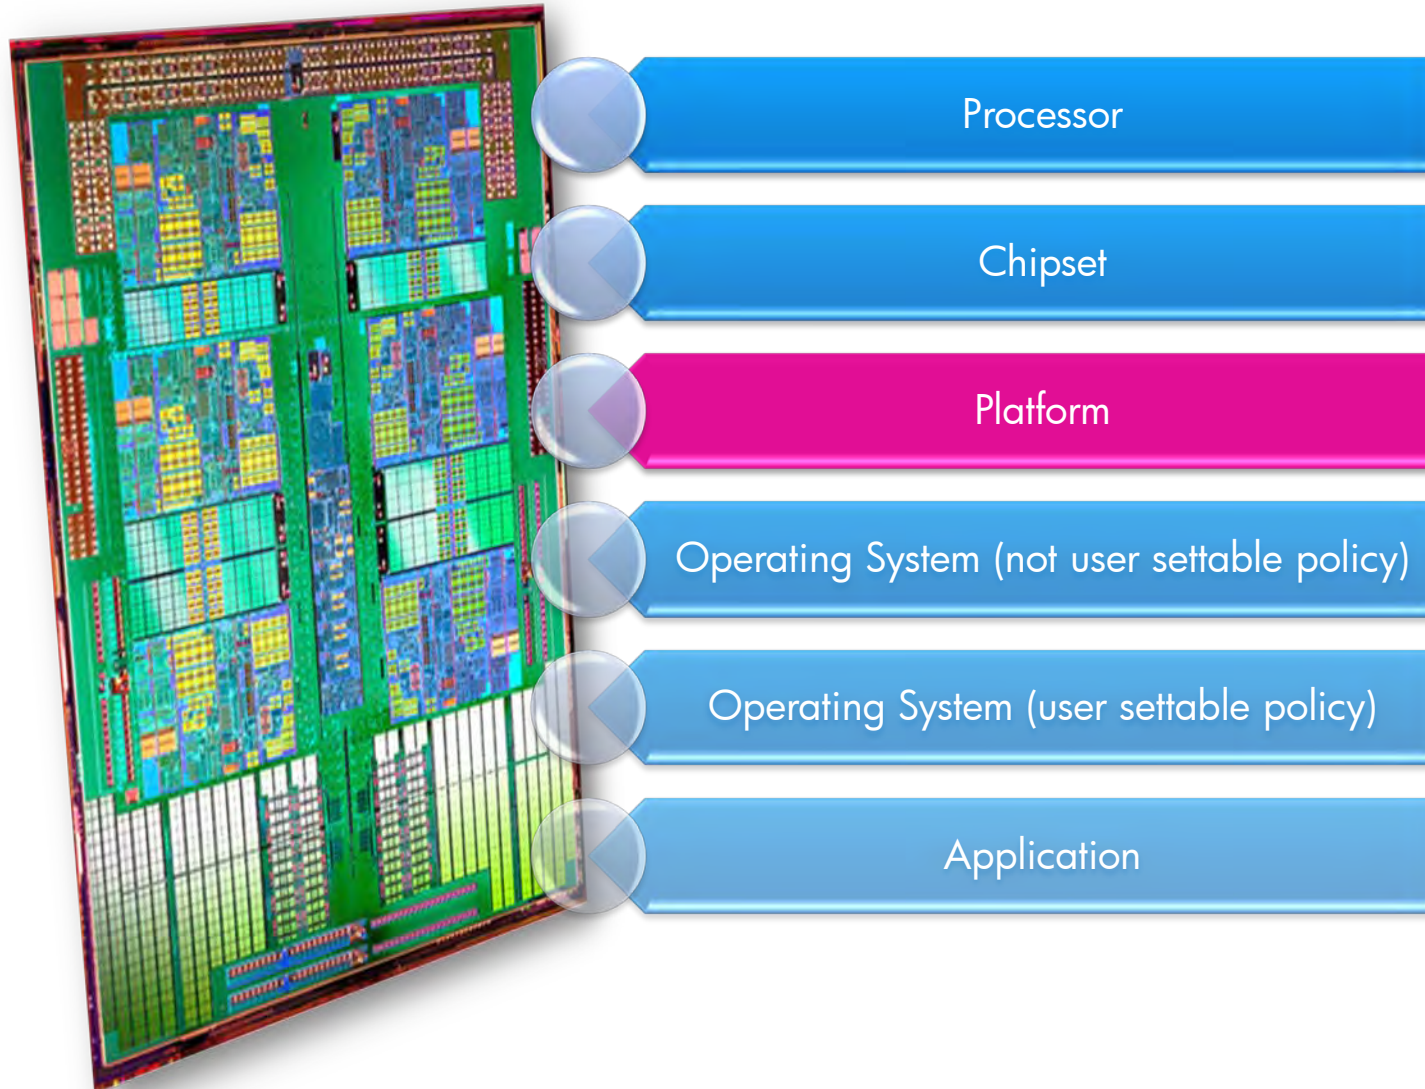 Processor
Chipset
Platform
Operating System (not user settable policy)
Operating System (user settable policy)
Application